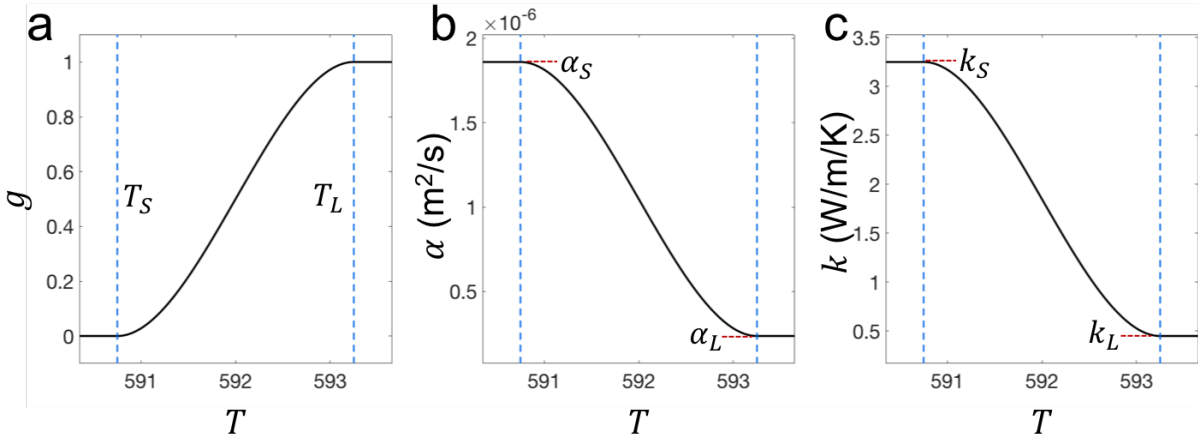 a
1
0.8
0.6
0.4
0.2
0
g
T_S
T_L
591 592 593
T
b
×10⁻⁶
2
1.5
1
0.5
α (m²/s)
α_S
α_L
591 592 593
T
c
3.5
3
2.5
2
1.5
1
0.5
k (W/m/K)
k_S
k_L
591 592 593
T